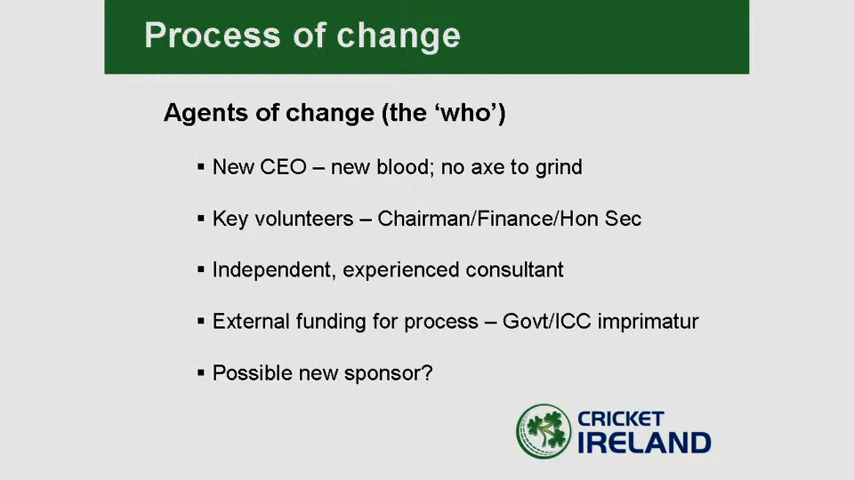 Process of change
Agents of change (the ‘who’)
▪ New CEO – new blood; no axe to grind
▪ Key volunteers – Chairman/Finance/Hon Sec
▪ Independent, experienced consultant
▪ External funding for process – Govt/ICC imprimatur
▪ Possible new sponsor?
CRICKET
IRELAND